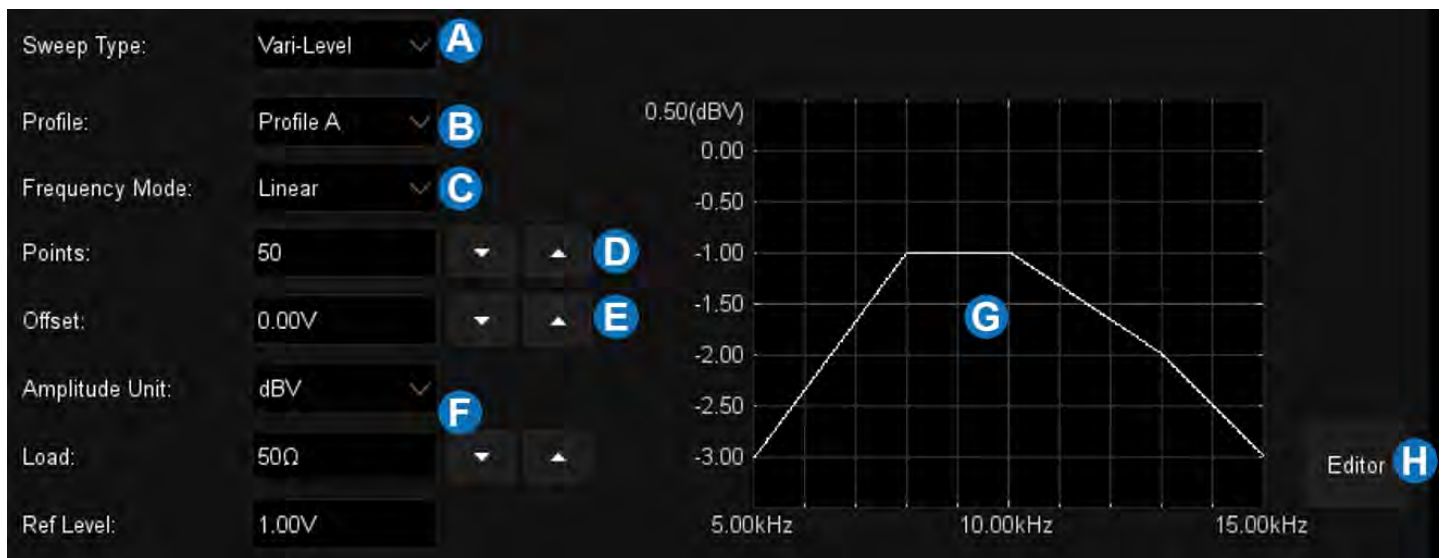 Sweep Type: Vari-Level A
Profile: Profile A B
Frequency Mode: Linear C
Points: 50 D
Offset: 0.00V E
Amplitude Unit: dBV
F
Load: 50Ω
Ref Level: 1.00V
0.50(dBV)
0.00
-0.50
-1.00
-1.50
-2.00
-2.50
-3.00
G
5.00kHz 10.00kHz 15.00kHz
Editor H